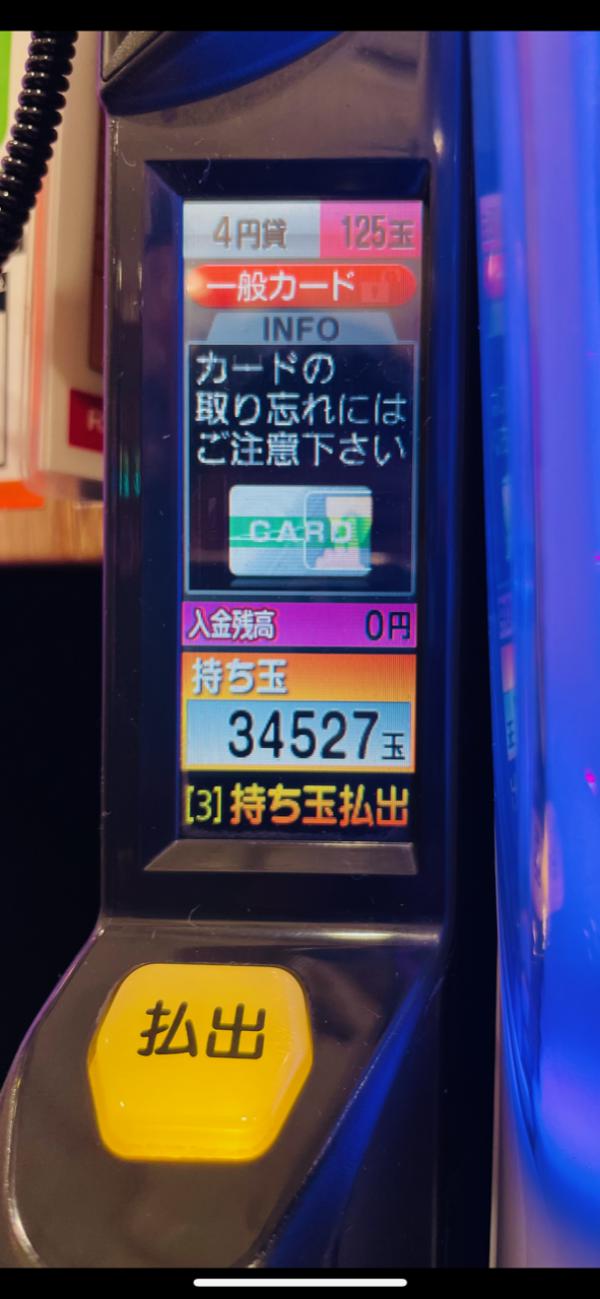 4円貸 125玉
一般カード
INFO
カードの
取り忘れには
ご注意下さい
CARD
入金残高 0円
持ち玉
34527玉
[3]持ち玉払出
払出